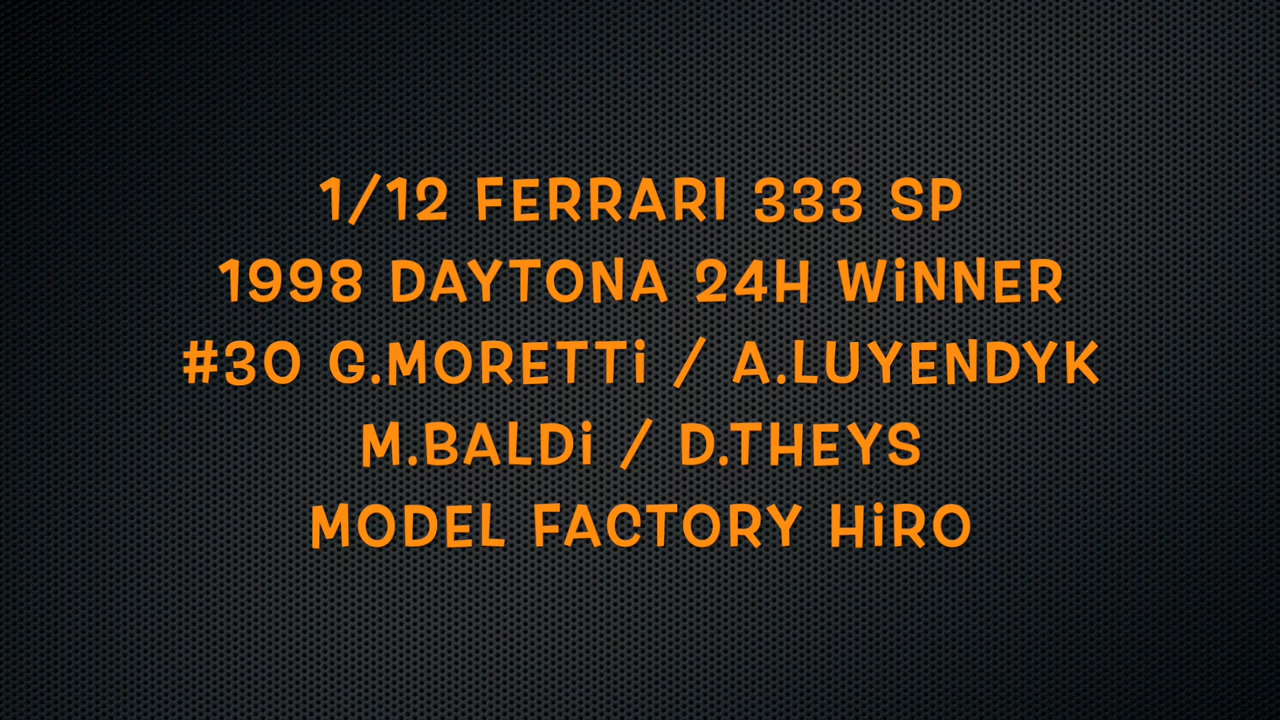 1/12 FERRARI 333 SP
1998 DAYTONA 24H WiNNER
#30 G.MORETTi / A.LUYENDYK
M.BALDi / D.THEYS
MODEL FACTORY HiRO